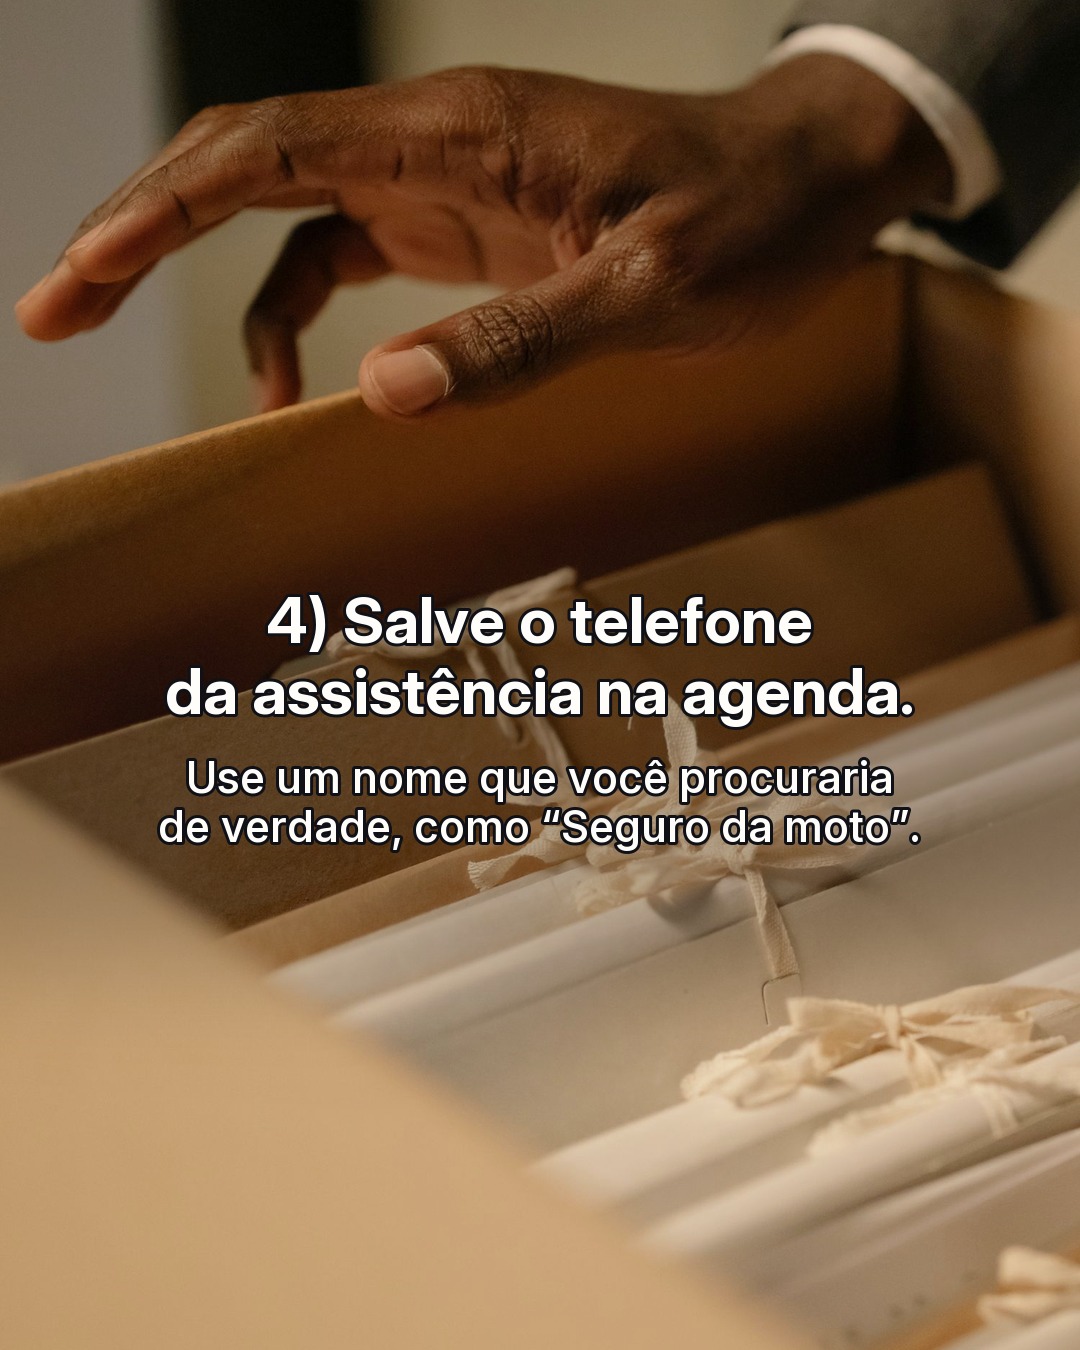 4) Salve o telefone
da assistência na agenda.
Use um nome que você procuraria
de verdade, como “Seguro da moto”.